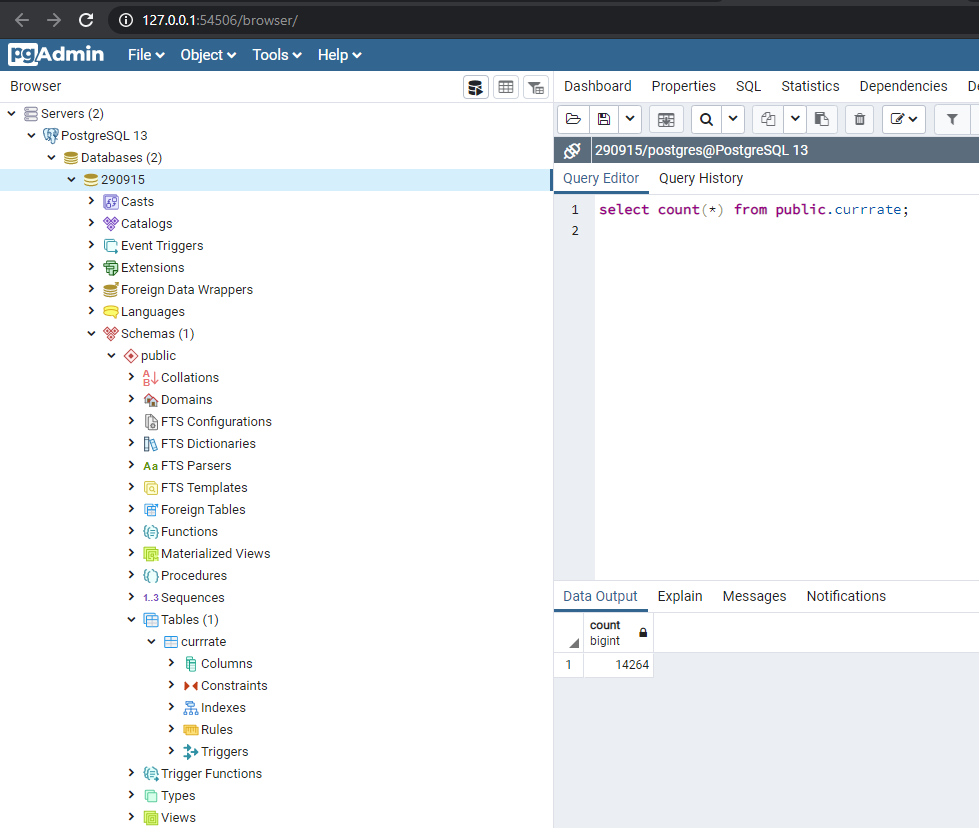 127.0.0.1:54506/browser/
pgAdmin File Object Tools Help
Browser
Servers (2)
PostgreSQL 13
Databases (2)
290915
Casts
Catalogs
Event Triggers
Extensions
Foreign Data Wrappers
Languages
Schemas (1)
public
Collations
Domains
FTS Configurations
FTS Dictionaries
Aa FTS Parsers
FTS Templates
Foreign Tables
Functions
Materialized Views
Procedures
1..3 Sequences
Tables (1)
currrate
Columns
Constraints
Indexes
Rules
Triggers
Trigger Functions
Types
Views
Dashboard Properties SQL Statistics Dependencies De
290915/postgres@PostgreSQL 13
Query Editor Query History
1 select count(*) from public.currrate;
2
Data Output Explain Messages Notifications
count
bigint
1 14264